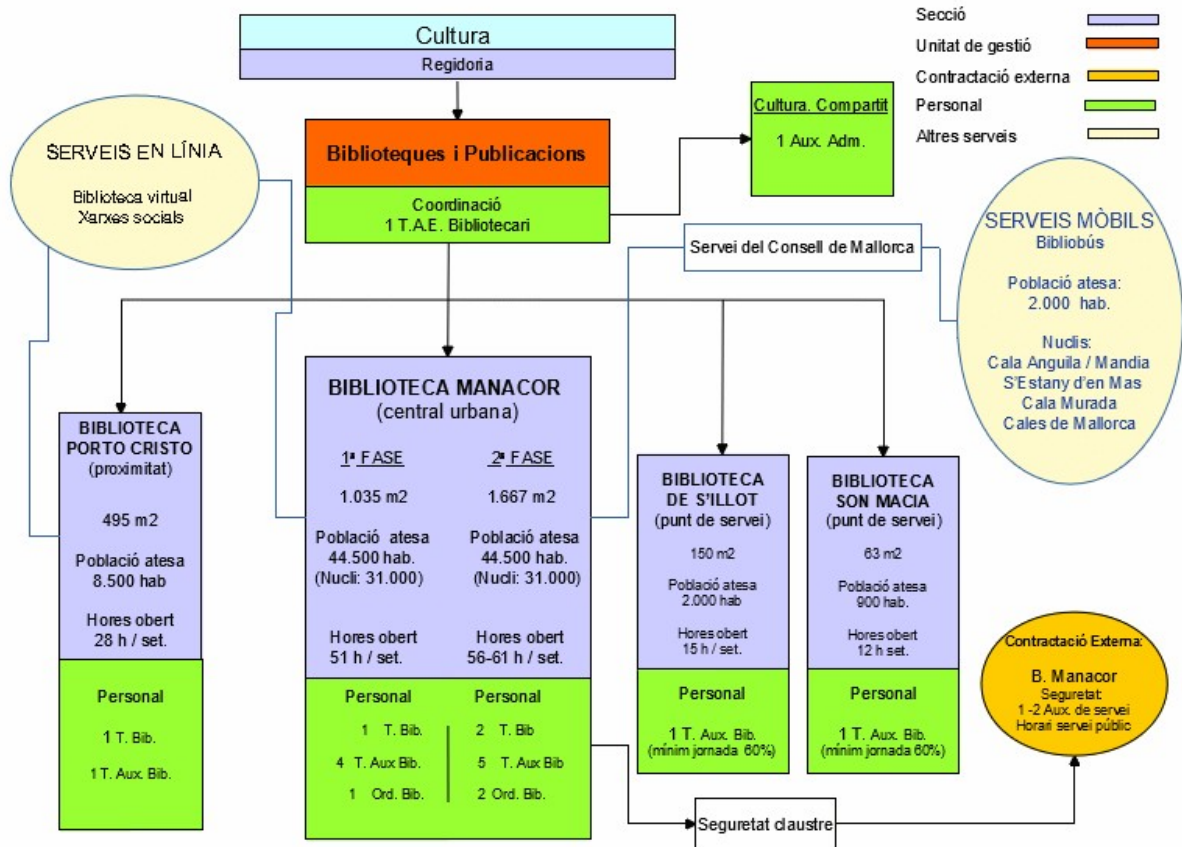 Cultura
Regidoria
Secció
Unitat de gestió
Contractació externa
Personal
Altres serveis
Cultura. Compartit
1 Aux. Adm.
Biblioteques i Publicacions
Coordinació
1 T.A.E. Bibliotecari
SERVEIS EN LÍNIA
Biblioteca virtual
Xarxes socials
Servei del Consell de Mallorca
SERVEIS MÒBILS
Bibliobús
Població atesa:
2.000 hab.
Nuclis:
Cala Anguila / Mandia
S'Estany d'en Mas
Cala Murada
Cales de Mallorca
BIBLIOTECA
PORTO CRISTO
(proximitat)
495 m2
Població atesa
8.500 hab
Hores obert
28 h / set.
Personal
1 T. Bib.
1 T. Aux. Bib.
BIBLIOTECA MANACOR
(central urbana)
1ª FASE
1.035 m2
Població atesa
44.500 hab.
(Nucli: 31.000)
Hores obert
51 h / set.
Personal
1 T. Bib.
4 T. Aux Bib.
1 Ord. Bib.
2ª FASE
1.667 m2
Població atesa
44.500 hab.
(Nucli: 31.000)
Hores obert
56-61 h / set.
Personal
2 T. Bib
5 T. Aux Bib
2 Ord. Bib.
BIBLIOTECA
DE S'ILLOT
(punt de servei)
150 m2
Població atesa
2.000 hab
Hores obert
15 h / set.
Personal
1 T. Aux. Bib.
(mínim jornada 60%)
BIBLIOTECA
SON MACIA
(punt de servei)
63 m2
Població atesa
900 hab.
Hores obert
12 h set.
Personal
1 T. Aux. Bib.
(mínim jornada 60%)
Contractació Externa:
B. Manacor
Seguretat:
1 -2 Aux. de servei
Horari servei públic
Seguretat claustre